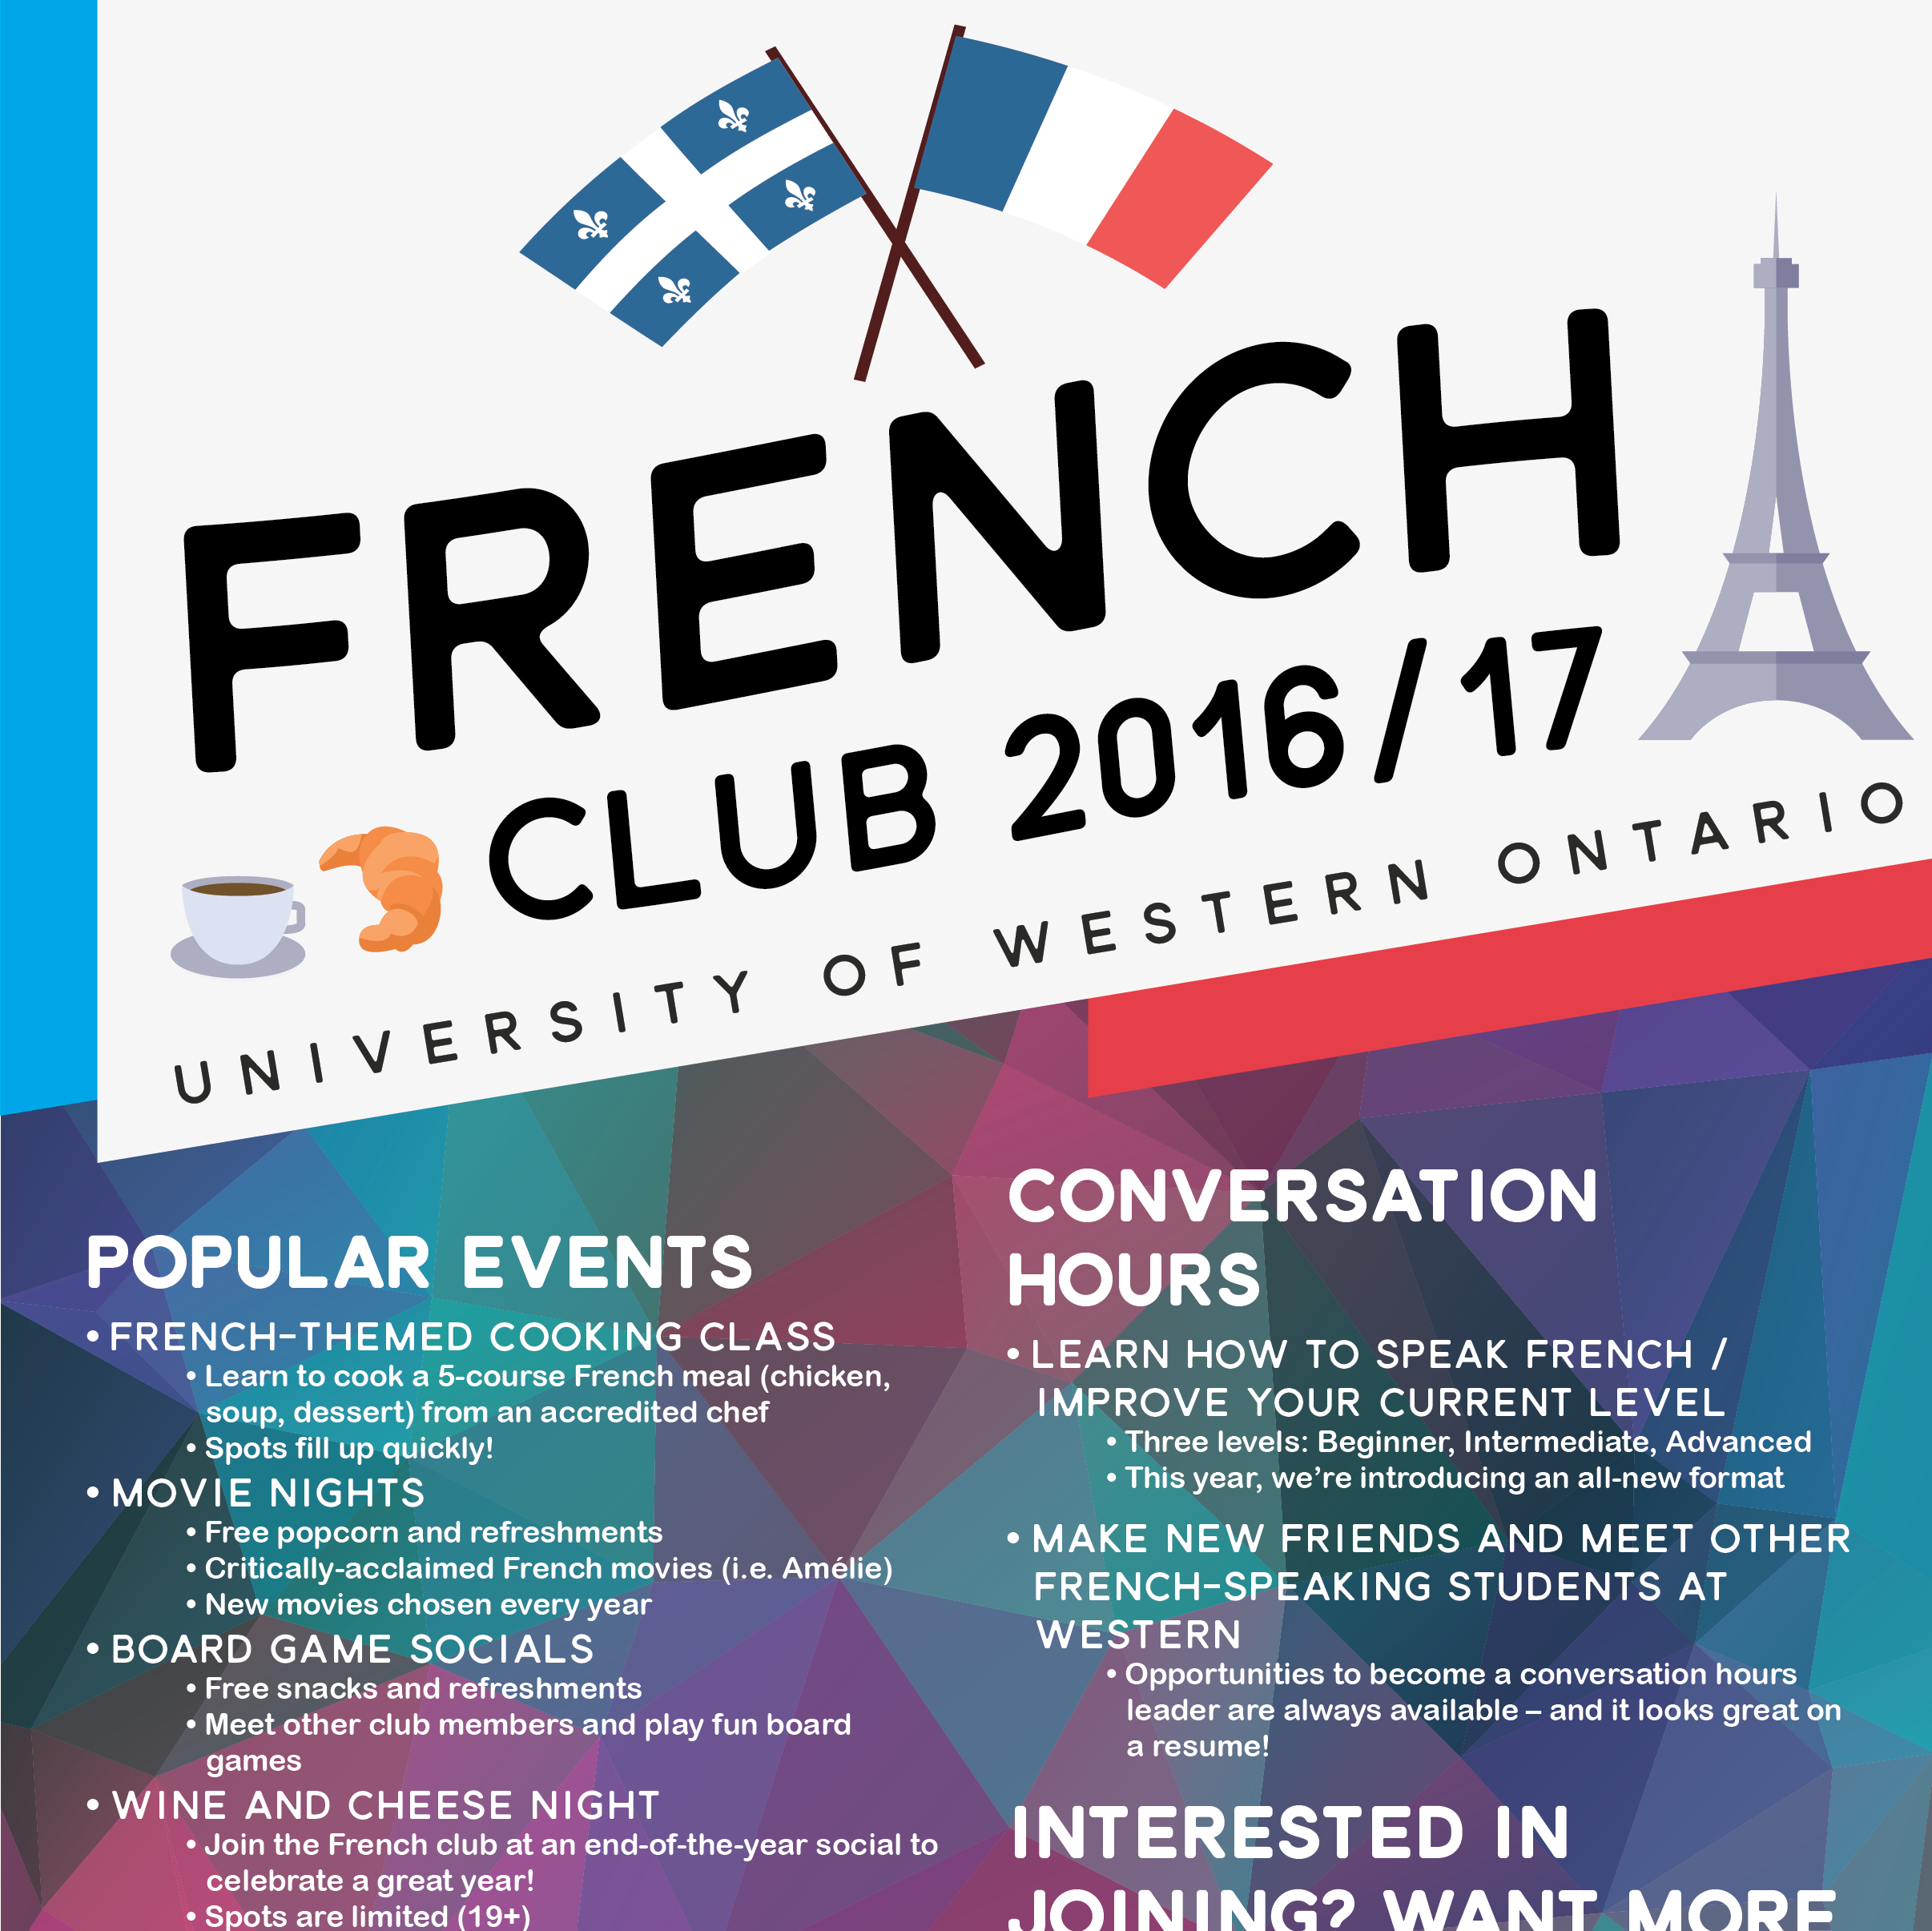 FRENCH
CLUB 2016/17
UNIVERSITY OF WESTERN ONTARIO
POPULAR EVENTS
• FRENCH-THEMED COOKING CLASS
• Learn to cook a 5-course French meal (chicken,
soup, dessert) from an accredited chef
• Spots fill up quickly!
• MOVIE NIGHTS
• Free popcorn and refreshments
• Critically-acclaimed French movies (i.e. Amélie)
• New movies chosen every year
• BOARD GAME SOCIALS
• Free snacks and refreshments
• Meet other club members and play fun board
games
• WINE AND CHEESE NIGHT
• Join the French club at an end-of-the-year social to
celebrate a great year!
• Spots are limited (19+)
CONVERSATION
HOURS
• LEARN HOW TO SPEAK FRENCH /
IMPROVE YOUR CURRENT LEVEL
• Three levels: Beginner, Intermediate, Advanced
• This year, we’re introducing an all-new format
• MAKE NEW FRIENDS AND MEET OTHER
FRENCH-SPEAKING STUDENTS AT
WESTERN
• Opportunities to become a conversation hours
leader are always available – and it looks great on
a resume!
INTERESTED IN
JOINING? WANT MORE